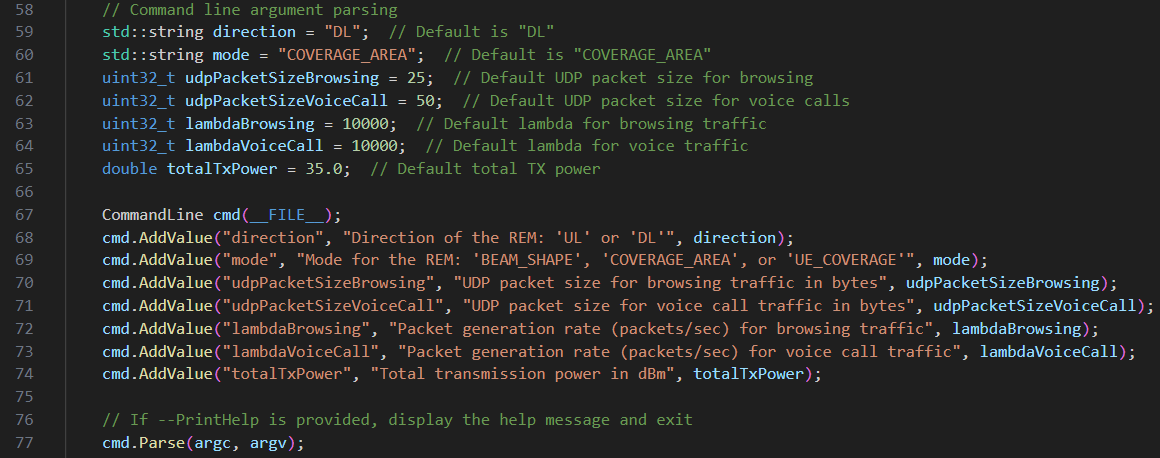 58 // Command line argument parsing
59 std::string direction = "DL"; // Default is "DL"
60 std::string mode = "COVERAGE_AREA"; // Default is "COVERAGE_AREA"
61 uint32_t udpPacketSizeBrowsing = 25; // Default UDP packet size for browsing
62 uint32_t udpPacketSizeVoiceCall = 50; // Default UDP packet size for voice calls
63 uint32_t lambdaBrowsing = 10000; // Default lambda for browsing traffic
64 uint32_t lambdaVoiceCall = 10000; // Default lambda for voice traffic
65 double totalTxPower = 35.0; // Default total TX power
66
67 CommandLine cmd(__FILE__);
68 cmd.AddValue("direction", "Direction of the REM: 'UL' or 'DL'", direction);
69 cmd.AddValue("mode", "Mode for the REM: 'BEAM_SHAPE', 'COVERAGE_AREA', or 'UE_COVERAGE'", mode);
70 cmd.AddValue("udpPacketSizeBrowsing", "UDP packet size for browsing traffic in bytes", udpPacketSizeBrowsing);
71 cmd.AddValue("udpPacketSizeVoiceCall", "UDP packet size for voice call traffic in bytes", udpPacketSizeVoiceCall);
72 cmd.AddValue("lambdaBrowsing", "Packet generation rate (packets/sec) for browsing traffic", lambdaBrowsing);
73 cmd.AddValue("lambdaVoiceCall", "Packet generation rate (packets/sec) for voice call traffic", lambdaVoiceCall);
74 cmd.AddValue("totalTxPower", "Total transmission power in dBm", totalTxPower);
75
76 // If --PrintHelp is provided, display the help message and exit
77 cmd.Parse(argc, argv);